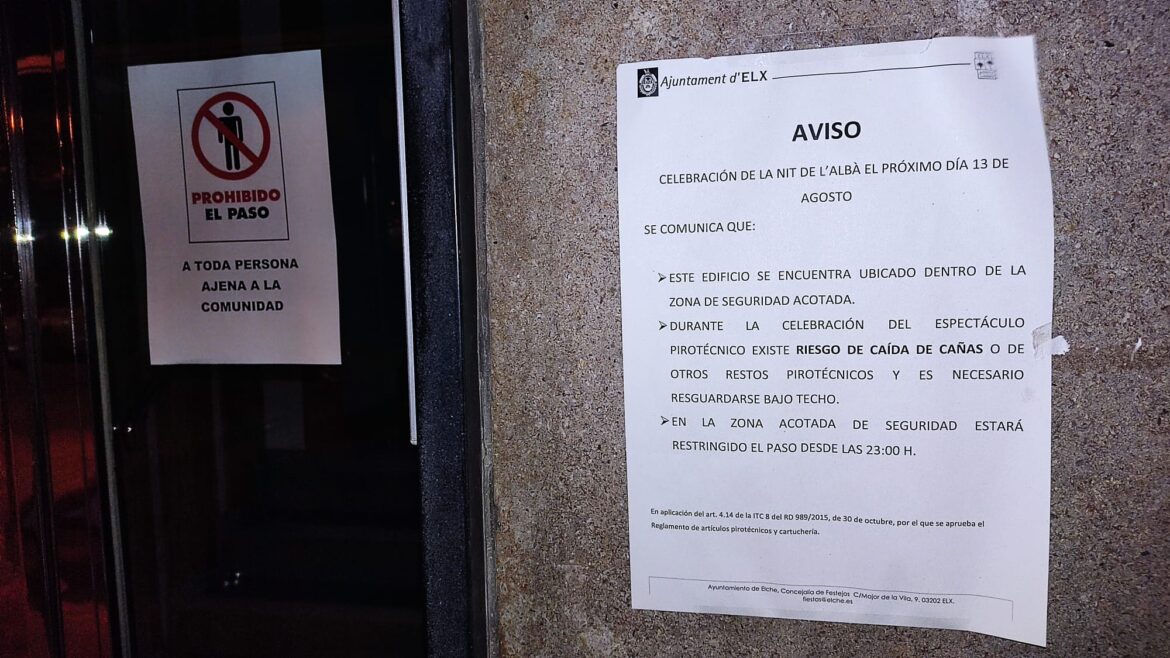 PROHIBIDO
EL PASO
A TODA PERSONA
AJENA A LA
COMUNIDAD
Ajuntament d'ELX
AVISO
CELEBRACIÓN DE LA NIT DE L'ALBÀ EL PRÓXIMO DÍA 13 DE
AGOSTO
SE COMUNICA QUE:
➢ESTE EDIFICIO SE ENCUENTRA UBICADO DENTRO DE LA
ZONA DE SEGURIDAD ACOTADA.
➢DURANTE LA CELEBRACIÓN DEL ESPECTÁCULO
PIROTÉCNICO EXISTE RIESGO DE CAÍDA DE CAÑAS O DE
OTROS RESTOS PIROTÉCNICOS Y ES NECESARIO
RESGUARDARSE BAJO TECHO.
➢EN LA ZONA ACOTADA DE SEGURIDAD ESTARÁ
RESTRINGIDO EL PASO DESDE LAS 23:00 H.
En aplicación del art. 4.14 de la ITC 8 del RD 989/2015, de 30 de octubre, por el que se aprueba el
Reglamento de artículos pirotécnicos y cartuchería.
Ayuntamiento de Elche, Concejalía de Festejos C/Major de la Vila, 9. 03202 ELX.
fiestas@elche.es